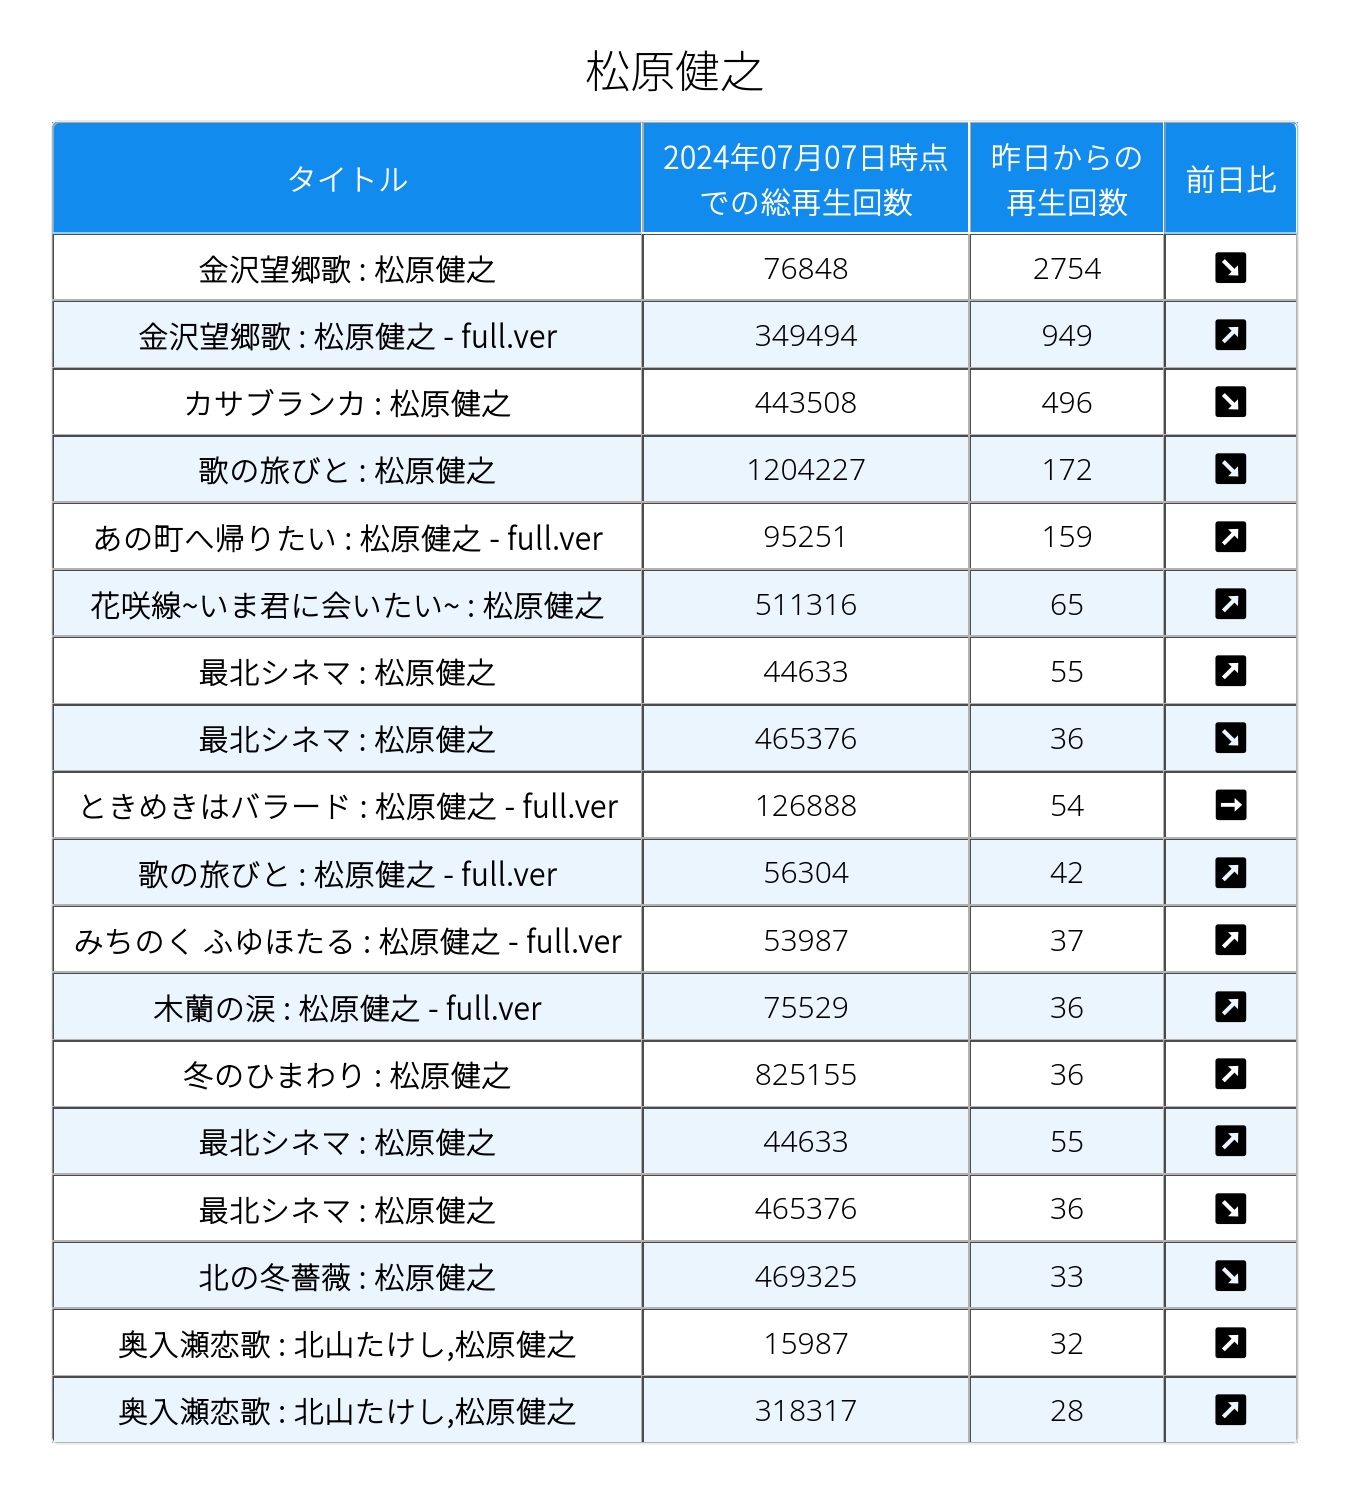 松原健之
タイトル 2024年07月07日時点 昨日からの 前日比
での総再生回数 再生回数
金沢望郷歌 : 松原健之 76848 2754 ↘
金沢望郷歌 : 松原健之 - full.ver 349494 949 ↗
カサブランカ : 松原健之 443508 496 ↘
歌の旅びと : 松原健之 1204227 172 ↘
あの町へ帰りたい : 松原健之 - full.ver 95251 159 ↗
花咲線~いま君に会いたい~ : 松原健之 511316 65 ↗
最北シネマ : 松原健之 44633 55 ↗
最北シネマ : 松原健之 465376 36 ↘
ときめきはバラード : 松原健之 - full.ver 126888 54 →
歌の旅びと : 松原健之 - full.ver 56304 42 ↗
みちのく ふゆほたる : 松原健之 - full.ver 53987 37 ↗
木蘭の涙 : 松原健之 - full.ver 75529 36 ↗
冬のひまわり : 松原健之 825155 36 ↗
最北シネマ : 松原健之 44633 55 ↗
最北シネマ : 松原健之 465376 36 ↘
北の冬薔薇 : 松原健之 469325 33 ↘
奥入瀬恋歌 : 北山たけし,松原健之 15987 32 ↗
奥入瀬恋歌 : 北山たけし,松原健之 318317 28 ↗